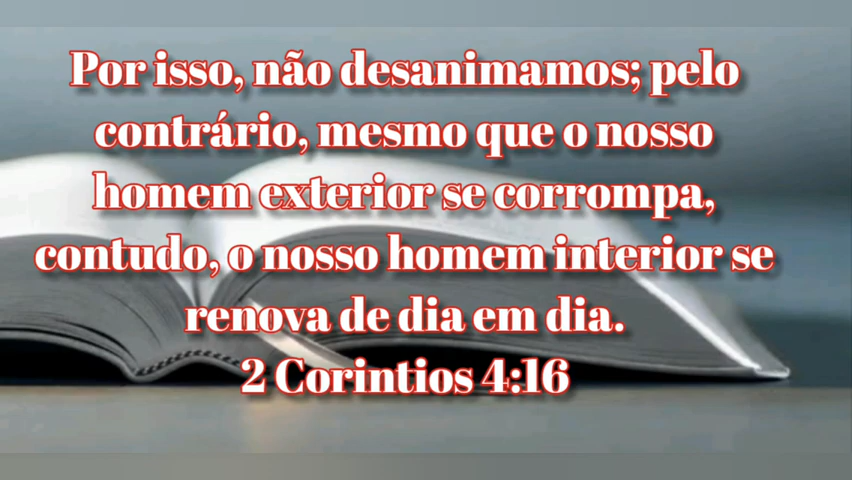 Por isso, não desanimamos; pelo
contrário, mesmo que o nosso
homem exterior se corrompa,
contudo, o nosso homem interior se
renova de dia em dia.
2 Corintios 4:16